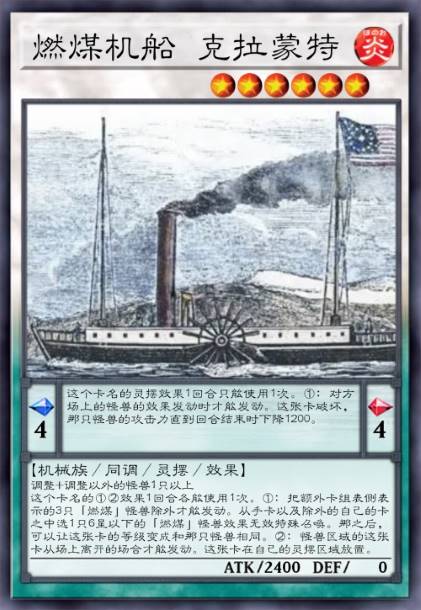 燃煤机船 克拉蒙特
炎
ほのお
这个卡名的灵摆效果1回合只能使用1次。①：对方
场上的怪兽的效果发动时才能发动。这张卡破坏，
那只怪兽的攻击力直到回合结束时下降1200。
4
4
【机械族／同调／灵摆／效果】
调整+调整以外的怪兽1只以上
这个卡名的①②效果1回合各能使用1次。①：把额外卡组表侧表
示的3只「燃煤」怪兽除外才能发动。从手卡以及除外的自己的卡
之中选1只6星以下的「燃煤」怪兽效果无效特殊召唤。那之后，
可以让这张卡的等级变成和那只怪兽相同。②：怪兽区域的这张
卡从场上离开的场合才能发动。这张卡在自己的灵摆区域放置。
ATK/2400 DEF/ 0